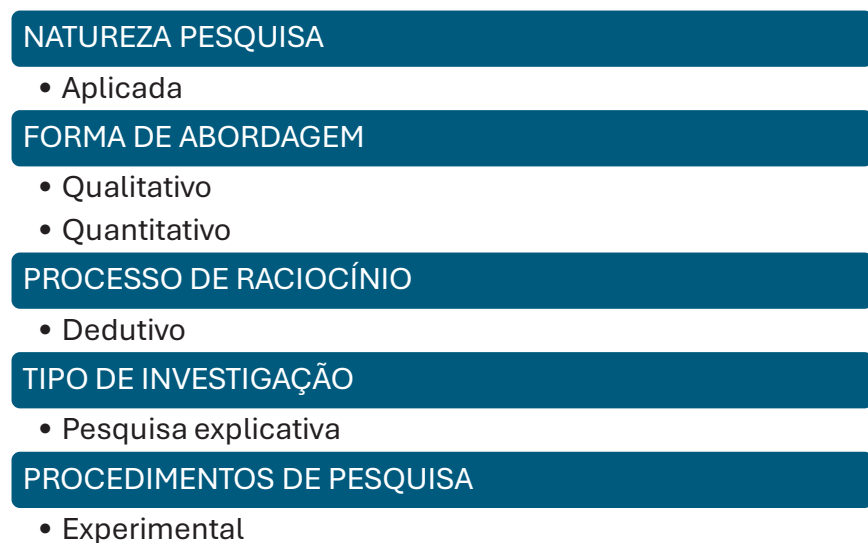 NATUREZA PESQUISA
• Aplicada
FORMA DE ABORDAGEM
• Qualitativo
• Quantitativo
PROCESSO DE RACIOCÍNIO
• Dedutivo
TIPO DE INVESTIGAÇÃO
• Pesquisa explicativa
PROCEDIMENTOS DE PESQUISA
• Experimental